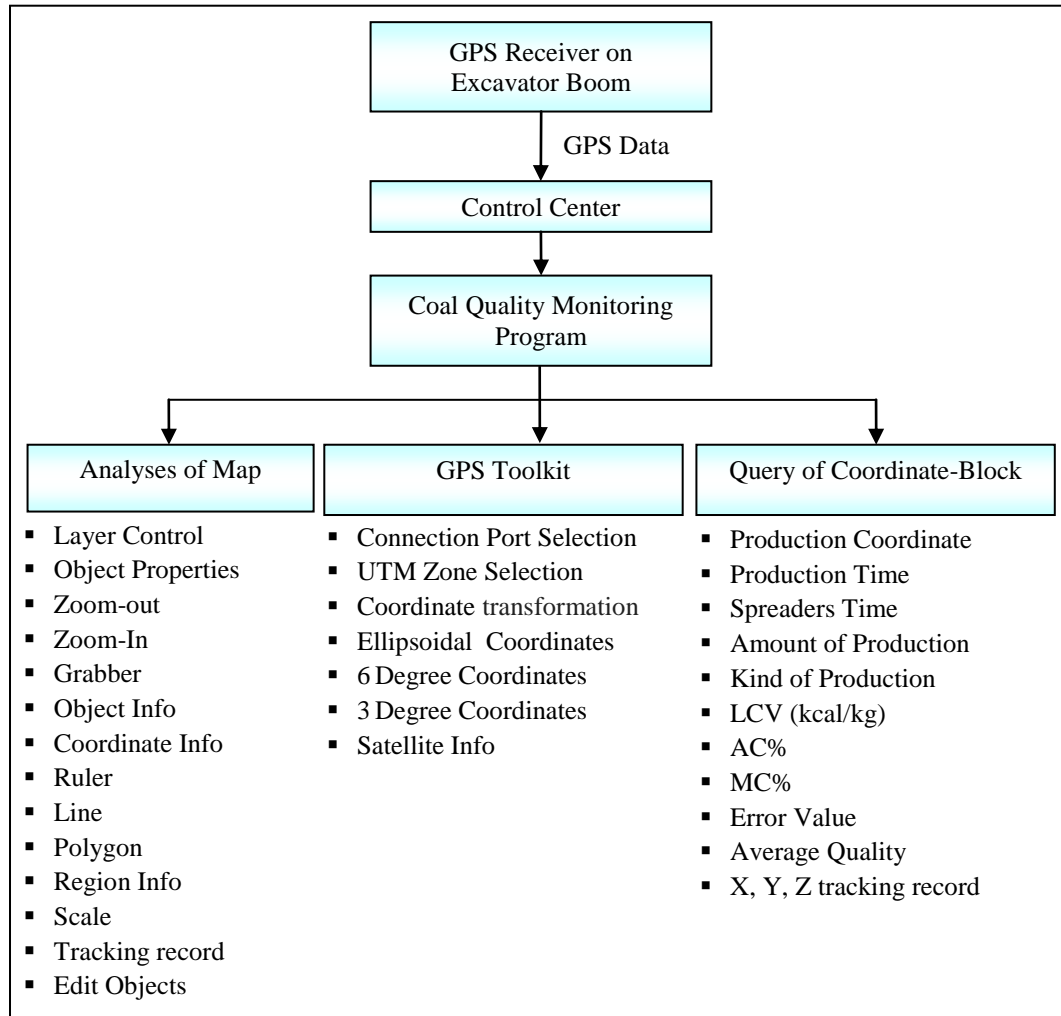 GPS Receiver on
Excavator Boom
GPS Data
Control Center
Coal Quality Monitoring
Program
Analyses of Map
▪ Layer Control
▪ Object Properties
▪ Zoom-out
▪ Zoom-In
▪ Grabber
▪ Object Info
▪ Coordinate Info
▪ Ruler
▪ Line
▪ Polygon
▪ Region Info
▪ Scale
▪ Tracking record
▪ Edit Objects
GPS Toolkit
▪ Connection Port Selection
▪ UTM Zone Selection
▪ Coordinate transformation
▪ Ellipsoidal Coordinates
▪ 6 Degree Coordinates
▪ 3 Degree Coordinates
▪ Satellite Info
Query of Coordinate-Block
▪ Production Coordinate
▪ Production Time
▪ Spreaders Time
▪ Amount of Production
▪ Kind of Production
▪ LCV (kcal/kg)
▪ AC%
▪ MC%
▪ Error Value
▪ Average Quality
▪ X, Y, Z tracking record